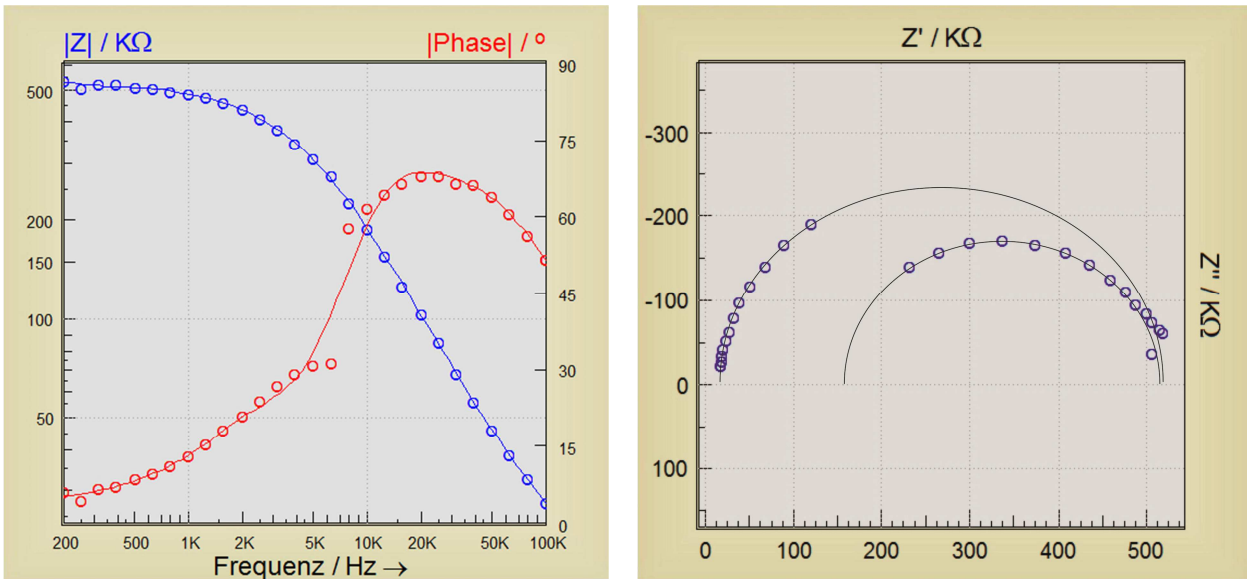 |Z| / KΩ |Phase| / º
90
500
75
200 60
150
45
100
30
50
15
0
200 500 1K 2K 5K 10K 20K 50K 100K
Frequenz / Hz →
Z' / KΩ
-300
-200
-100
0
100
Z'' / KΩ
0 100 200 300 400 500